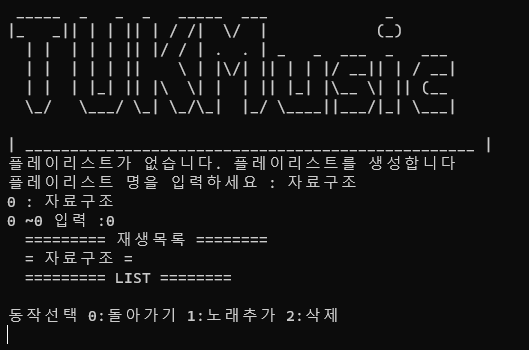 TUKMusic
플레이리스트가 없습니다. 플레이리스트를 생성합니다
플레이리스트 명을 입력하세요 : 자료구조
0 : 자료구조
0 ~0 입력 :0
========= 재생목록 ========
= 자료구조 =
========= LIST ========
동작선택 0:돌아가기 1:노래추가 2:삭제